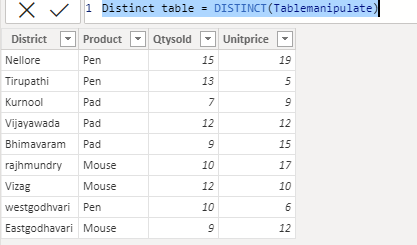 1 Distinct table = DISTINCT(Tablemanipulate)
District Product Qtysold Unitprice
Nellore Pen 15 19
Tirupathi Pen 13 5
Kurnool Pad 7 9
Vijayawada Pad 12 12
Bhimavaram Pad 9 15
rajhmundry Mouse 10 17
Vizag Mouse 12 10
westgodhvari Pen 10 6
Eastgodhavari Mouse 9 12